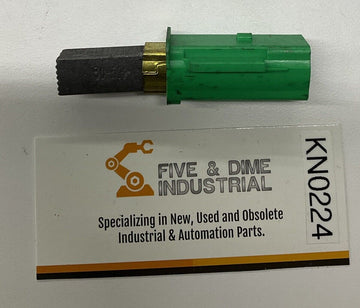 FIVE & DIME
INDUSTRIAL
Specializing in New, Used and Obsolete
Industrial & Automation Parts.
KN0224